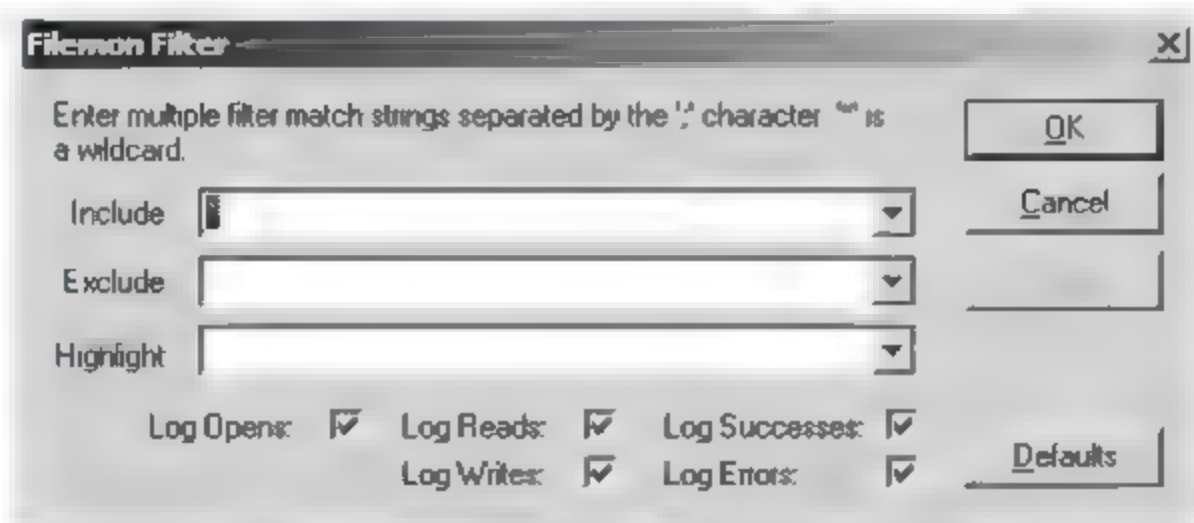 Filemon Filter
Enter multiple filter match strings separated by the ';' character '*' is
a wildcard.
OK
Include
Cancel
Exclude
Highlight
Log Opens:
Log Reads:
Log Successes:
Log Writes:
Log Errors:
Defaults